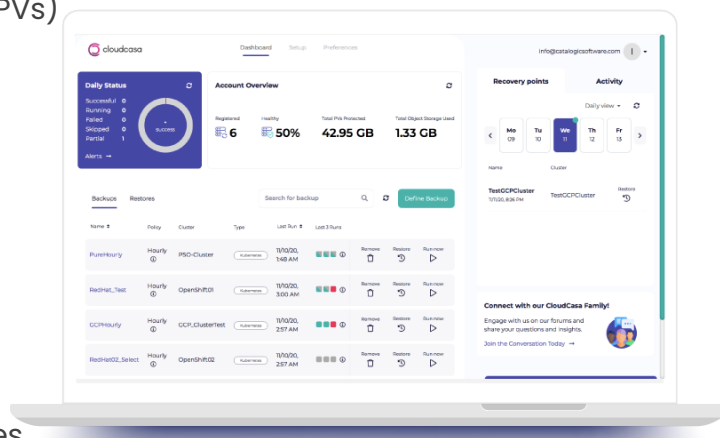 PVs)
cloudcasa
Dashboard Setup Preferences
info@catalogicsoftware.com I
Daily Status
Successful 0
Running 0
Failed 0
Skipped 0
Partial 1
Alerts →
-
SUCCESS
Account Overview
Registered
6
Healthy
50%
Total PVs Protected
42.95 GB
Total Object Storage Used
1.33 GB
Recovery points Activity
Daily view
Mo Tu We Th Fr
09 10 11 12 13
Name Cluster
TestGCPCluster TestGCPCluster Restore
Backups Restores
Search for backup
Define Backup
Name Policy Cluster Type Last Run Last 3 Runs
PureHourly Hourly PSO-Cluster Kubernetes 11/10/20, 1:48 AM Remove Restore Run now
RedHat_Test Hourly OpenShift01 Kubernetes 11/10/20, 3:00 AM Remove Restore Run now
GCPHourly Hourly GCP_ClusterTest Kubernetes 11/10/20, 2:57 AM Remove Restore Run now
RedHat02_Select Hourly OpenShift02 Kubernetes 11/10/20, 2:57 AM Remove Restore Run now
Connect with our CloudCasa Family!
Engage with us on our forums and
share your questions and insights.
Join the Conversation Today →
es